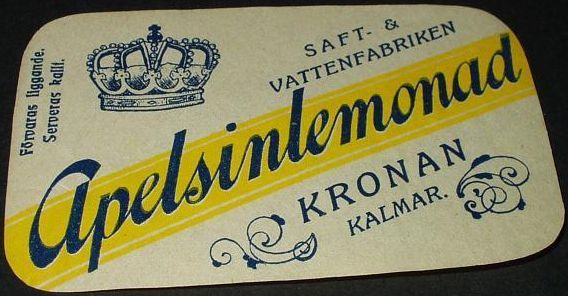 Förvaras liggande.
Serveras kallt.
SAFT- &
VATTENFABRIKEN
Apelsinlemonad
KRONAN
KALMAR.